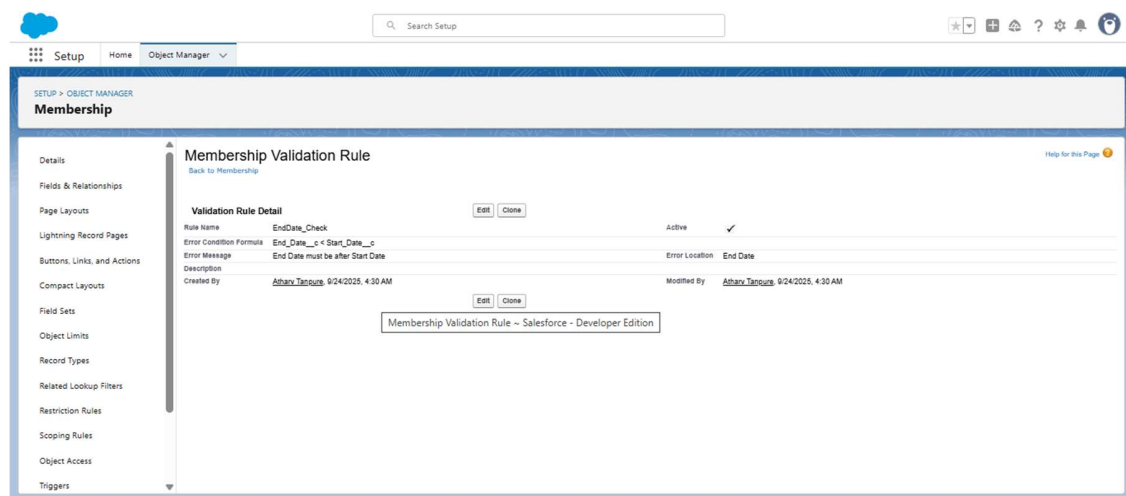 Search Setup
Setup Home Object Manager
SETUP > OBJECT MANAGER
Membership
Details
Fields & Relationships
Page Layouts
Lightning Record Pages
Buttons, Links, and Actions
Compact Layouts
Field Sets
Object Limits
Record Types
Related Lookup Filters
Restriction Rules
Scoping Rules
Object Access
Triggers
Membership Validation Rule
Back to Membership
Help for this Page ?
Validation Rule Detail Edit Clone
Rule Name EndDate_Check Active ✓
Error Condition Formula End_Date__c < Start_Date__c
Error Message End Date must be after Start Date Error Location End Date
Description
Created By Atharv Tanpure, 9/24/2025, 4:30 AM Modified By Atharv Tanpure, 9/24/2025, 4:30 AM
Edit Clone
Membership Validation Rule ~ Salesforce - Developer Edition